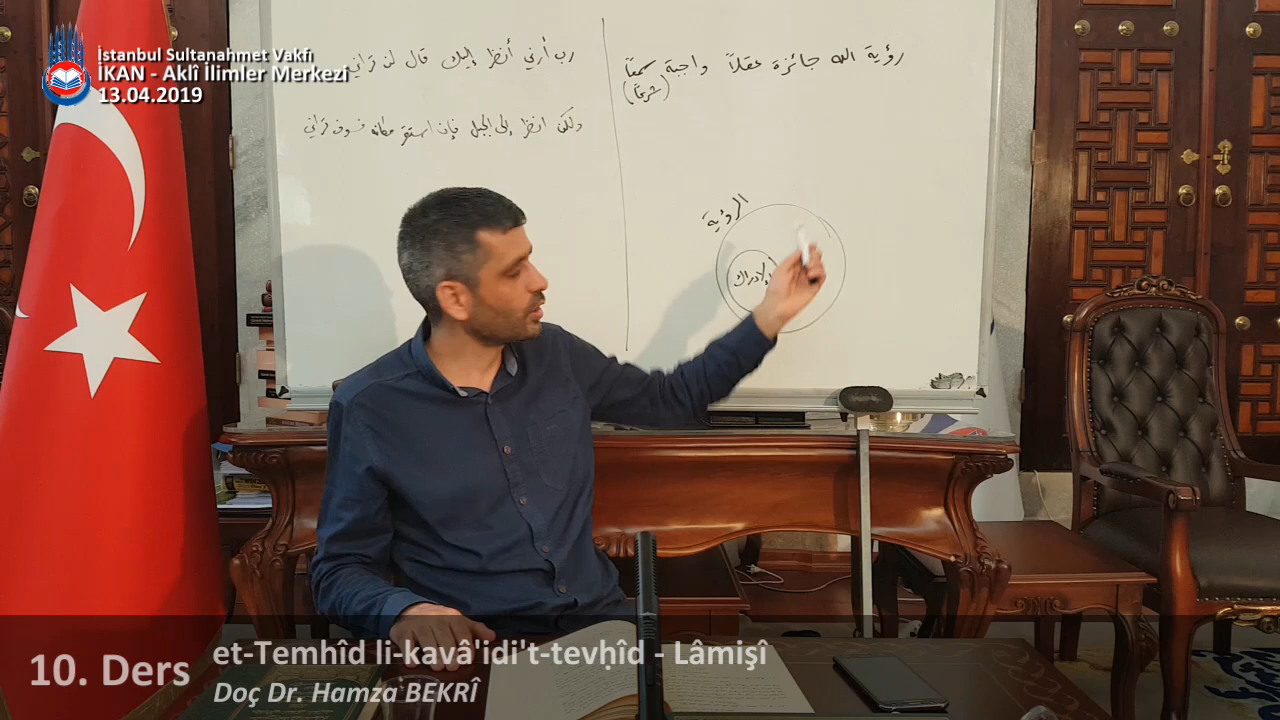 İstanbul Sultanahmet Vakfı
İKAN - Aklî İlimler Merkezi
13.04.2019
رؤية الله جائزة عقلاً واجبة سمعًا
(شرعًا)
رب أرني أنظر إليك قال لن تراني
ولكن انظر إلى الجبل فإن استقر مكانه فسوف تراني
الرؤية
الإدراك
10. Ders
et-Temhîd li-kavâ'idi't-tevḥîd - Lâmişî
Doç Dr. Hamza BEKRÎ